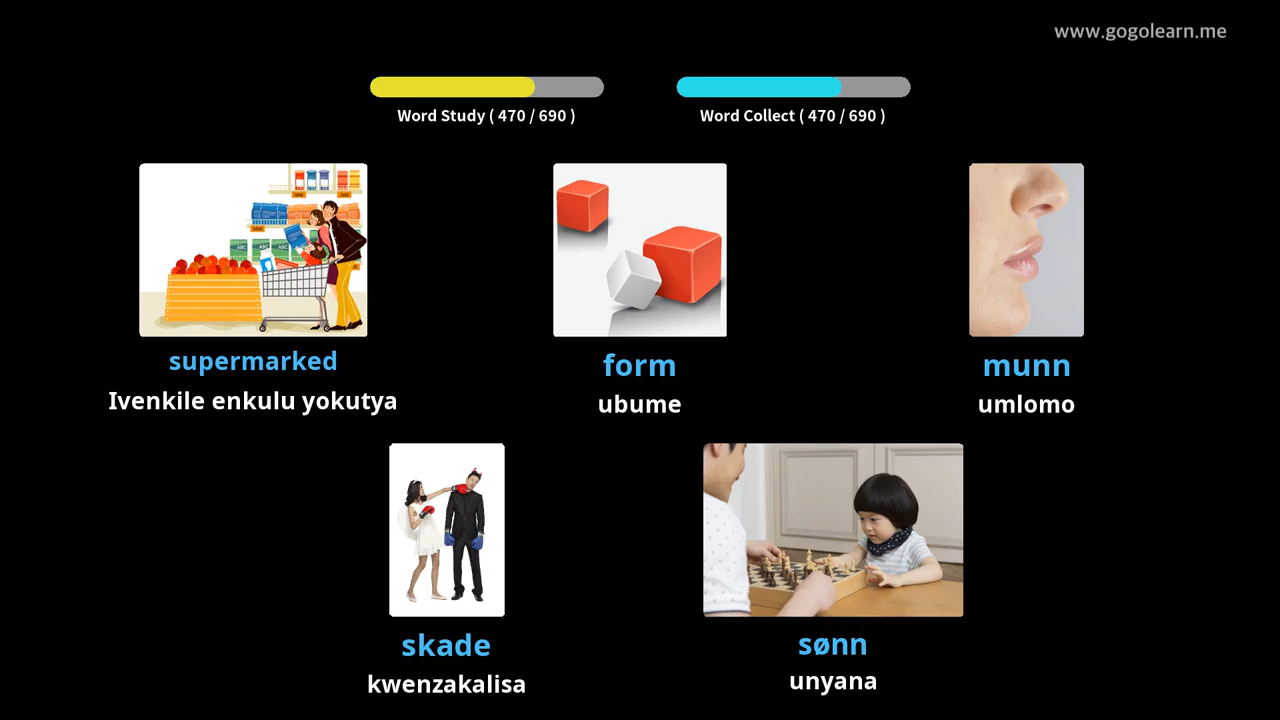 www.gogolearn.me
Word Study ( 470 / 690 )
Word Collect ( 470 / 690 )
supermarked
Ivenkile enkulu yokutya
form
ubume
munn
umlomo
skade
kwenzakalisa
sønn
unyana